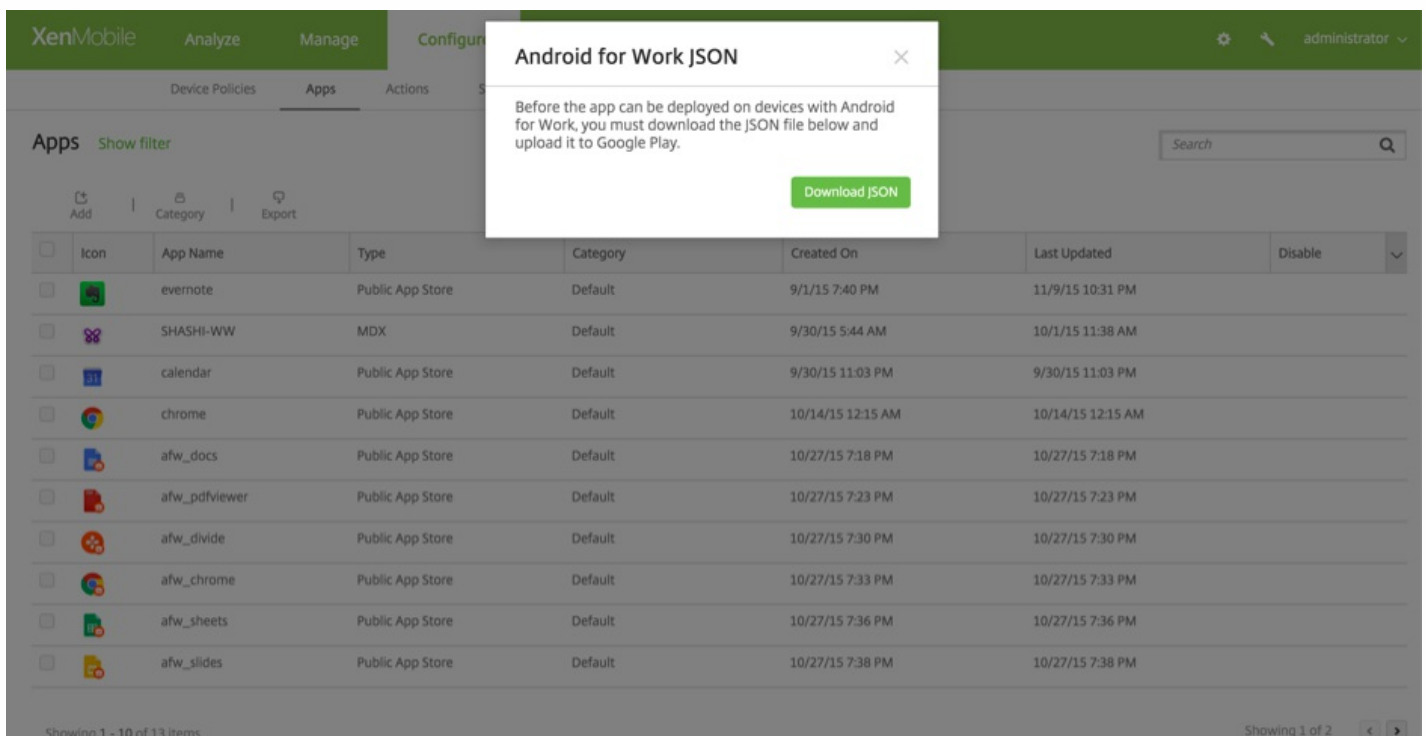 XenMobile Analyze Manage Configure administrator
Android for Work JSON
Device Policies Apps Actions S
Before the app can be deployed on devices with Android
for Work, you must download the JSON file below and
upload it to Google Play.
Apps Show filter Search
Download JSON
Add | Category | Export
Icon App Name Type Category Created On Last Updated Disable
evernote Public App Store Default 9/1/15 7:40 PM 11/9/15 10:31 PM
SHASHI-WW MDX Default 9/30/15 5:44 AM 10/1/15 11:38 AM
31 calendar Public App Store Default 9/30/15 11:03 PM 9/30/15 11:03 PM
chrome Public App Store Default 10/14/15 12:15 AM 10/14/15 12:15 AM
afw_docs Public App Store Default 10/27/15 7:18 PM 10/27/15 7:18 PM
afw_pdfviewer Public App Store Default 10/27/15 7:23 PM 10/27/15 7:23 PM
afw_divide Public App Store Default 10/27/15 7:30 PM 10/27/15 7:30 PM
afw_chrome Public App Store Default 10/27/15 7:33 PM 10/27/15 7:33 PM
afw_sheets Public App Store Default 10/27/15 7:36 PM 10/27/15 7:36 PM
afw_slides Public App Store Default 10/27/15 7:38 PM 10/27/15 7:38 PM
Showing 1 - 10 of 13 items Showing 1 of 2